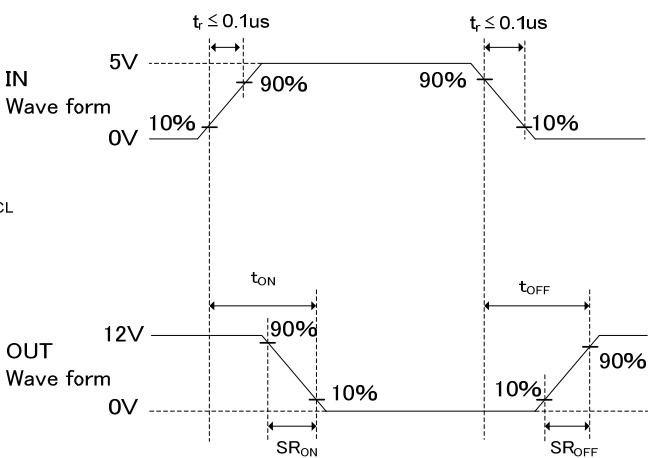 tr ≤ 0.1us
tr ≤ 0.1us
5V
IN
90%
90%
Wave form
10%
10%
0V
CL
tON
tOFF
12V
90%
OUT
90%
Wave form
10%
10%
0V
SRON
SROFF